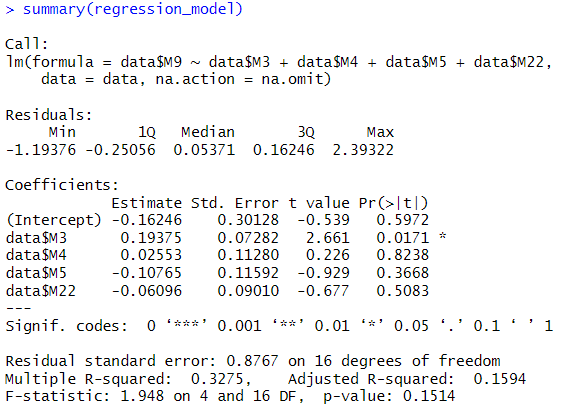 > summary(regression_model)
Call:
lm(formula = data$M9 ~ data$M3 + data$M4 + data$M5 + data$M22,
    data = data, na.action = na.omit)
Residuals:
     Min       1Q   Median       3Q      Max
-1.19376 -0.25056  0.05371  0.16246  2.39322
Coefficients:
            Estimate Std. Error t value Pr(>|t|)
(Intercept) -0.16246    0.30128  -0.539   0.5972
data$M3      0.19375    0.07282   2.661   0.0171 *
data$M4      0.02553    0.11280   0.226   0.8238
data$M5     -0.10765    0.11592  -0.929   0.3668
data$M22    -0.06096    0.09010  -0.677   0.5083
---
Signif. codes:  0 ‘***’ 0.001 ‘**’ 0.01 ‘*’ 0.05 ‘.’ 0.1 ‘ ’ 1
Residual standard error: 0.8767 on 16 degrees of freedom
Multiple R-squared:  0.3275,    Adjusted R-squared:  0.1594
F-statistic: 1.948 on 4 and 16 DF,  p-value: 0.1514